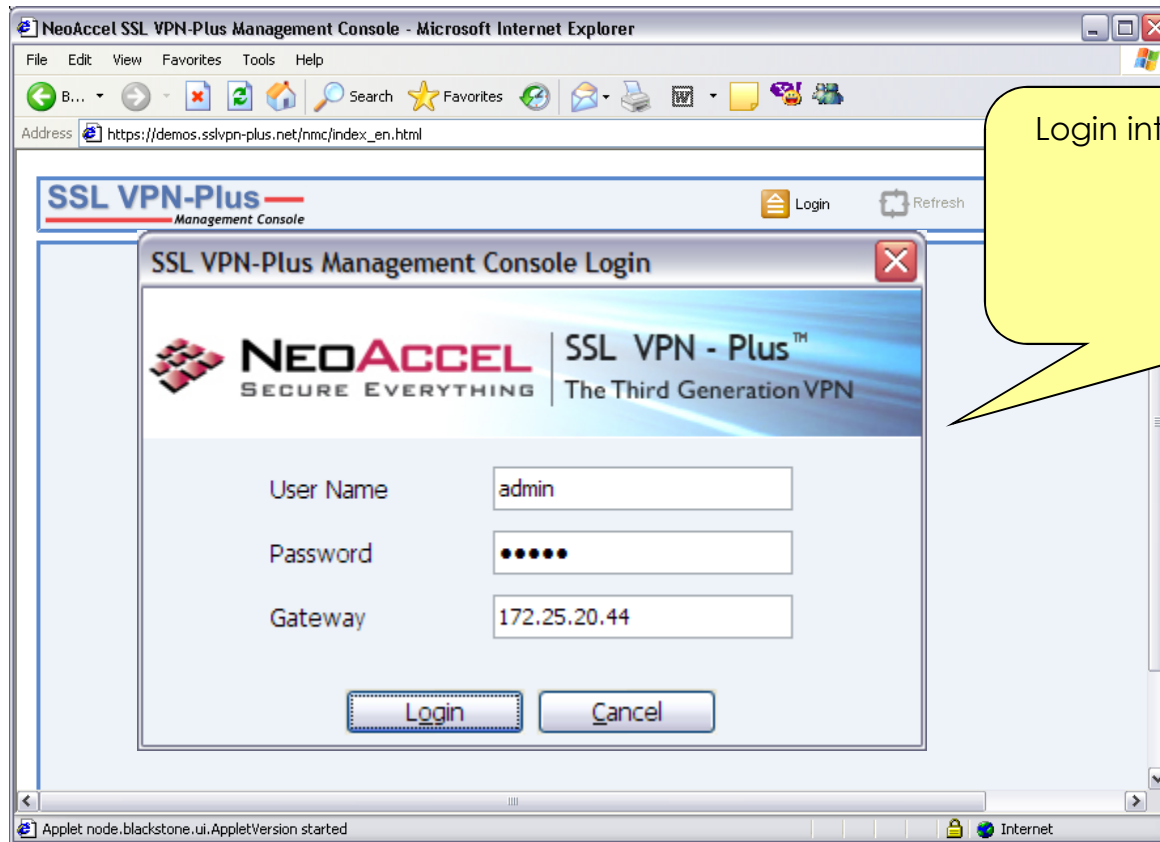 NeoAccel SSL VPN-Plus Management Console - Microsoft Internet Explorer
File Edit View Favorites Tools Help
B... Search Favorites
Address https://demos.sslvpn-plus.net/nmc/index_en.html
Login int
SSL VPN-Plus
Management Console
Login Refresh
SSL VPN-Plus Management Console Login
NEOACCEL
SECURE EVERYTHING
SSL VPN - Plus™
The Third Generation VPN
User Name admin
Password •••••
Gateway 172.25.20.44
Login Cancel
Applet node.blackstone.ui.AppletVersion started Internet